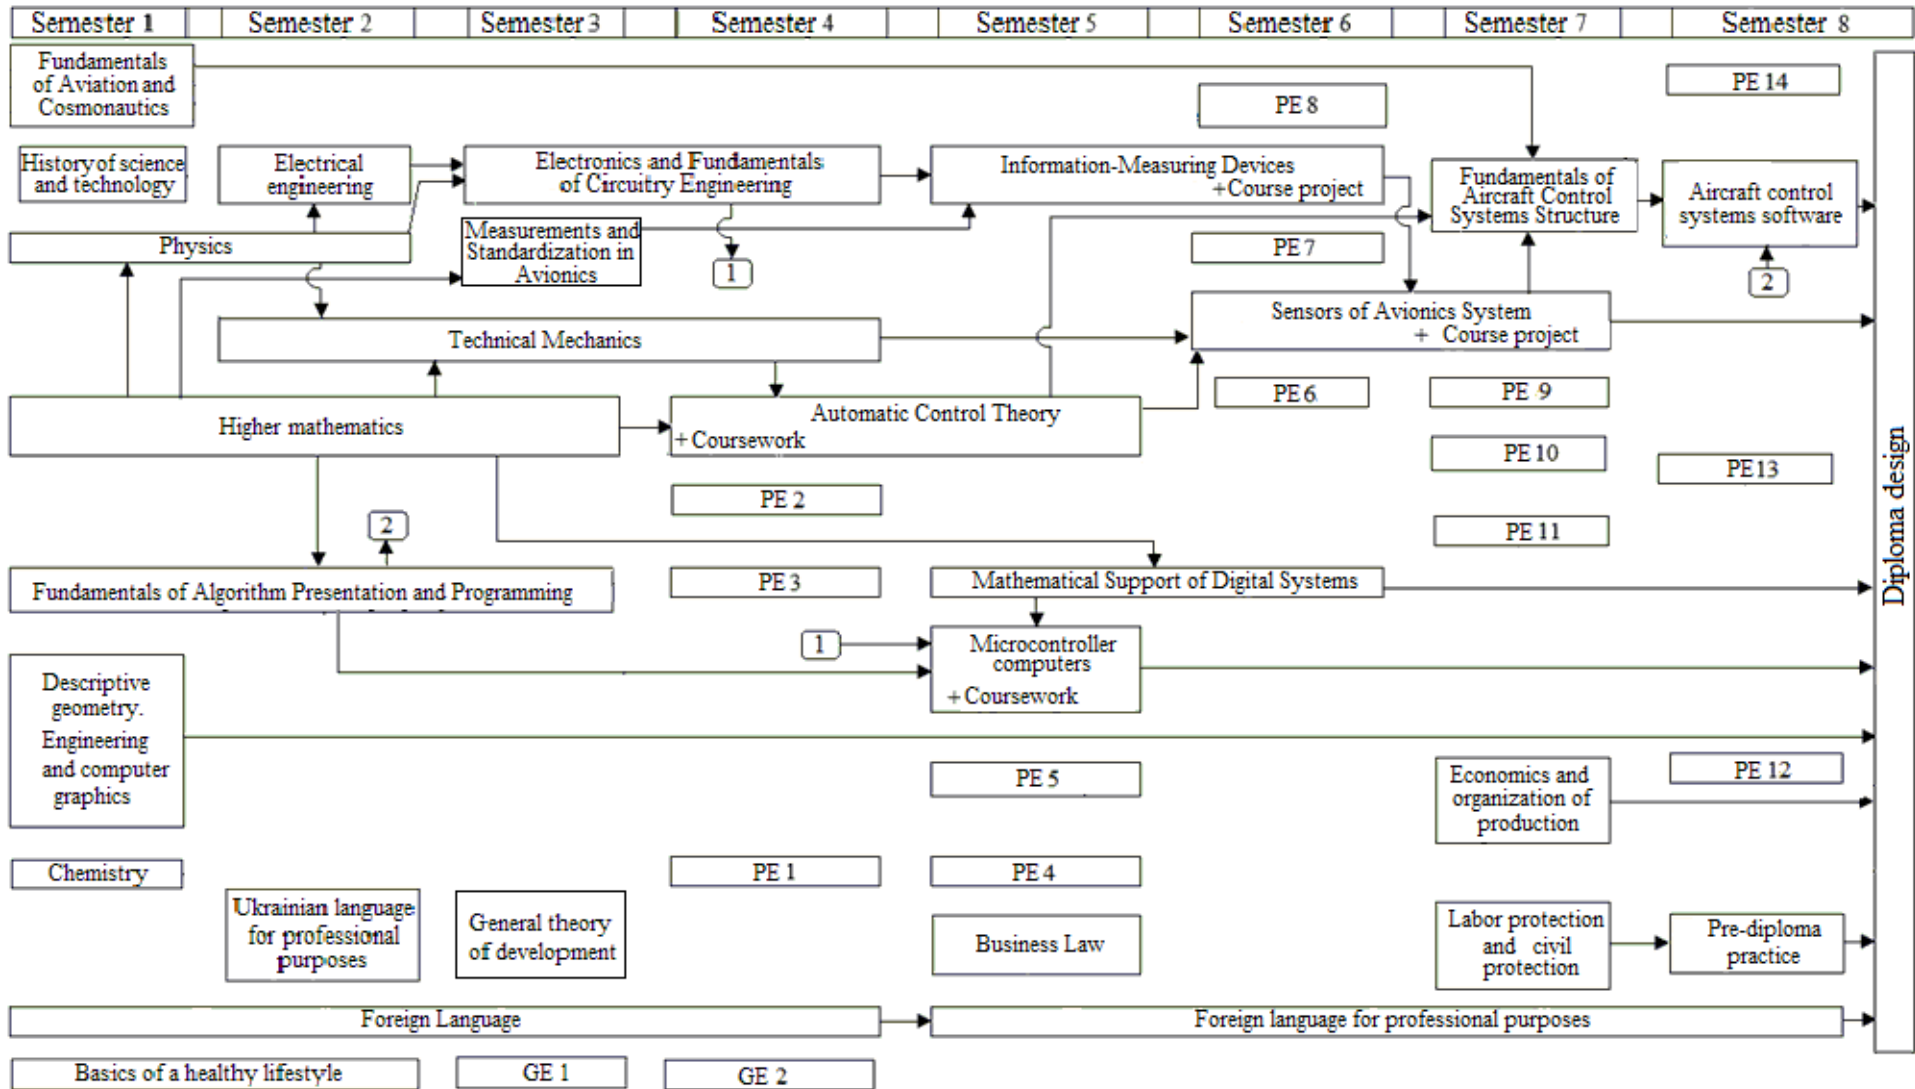 Semester 1
Semester 2
Semester 3
Semester 4
Semester 5
Semester 6
Semester 7
Semester 8
Fundamentals
of Aviation and
Cosmonautics
PE 14
PE 8
History of science
and technology
Electrical
engineering
Electronics and Fundamentals
of Circuitry Engineering
Information-Measuring Devices
+Course project
Fundamentals of
Aircraft Control
Systems Structure
Aircraft control
systems software
Physics
Measurements and
Standardization in
Avionics
1
PE 7
2
Sensors of Avionics System
+ Course project
Technical Mechanics
PE 6
PE 9
Higher mathematics
Automatic Control Theory
+ Coursework
PE 10
PE 13
PE 2
2
PE 11
Fundamentals of Algorithm Presentation and Programming
PE 3
Mathematical Support of Digital Systems
1
Microcontroller
computers
+ Coursework
Descriptive
geometry.
Engineering
and computer
graphics
PE 5
Economics and
organization of
production
PE 12
Chemistry
PE 1
PE 4
Ukrainian language
for professional
purposes
General theory
of development
Business Law
Labor protection
and civil
protection
Pre-diploma
practice
Foreign Language
Foreign language for professional purposes
Basics of a healthy lifestyle
GE 1
GE 2
Diploma design